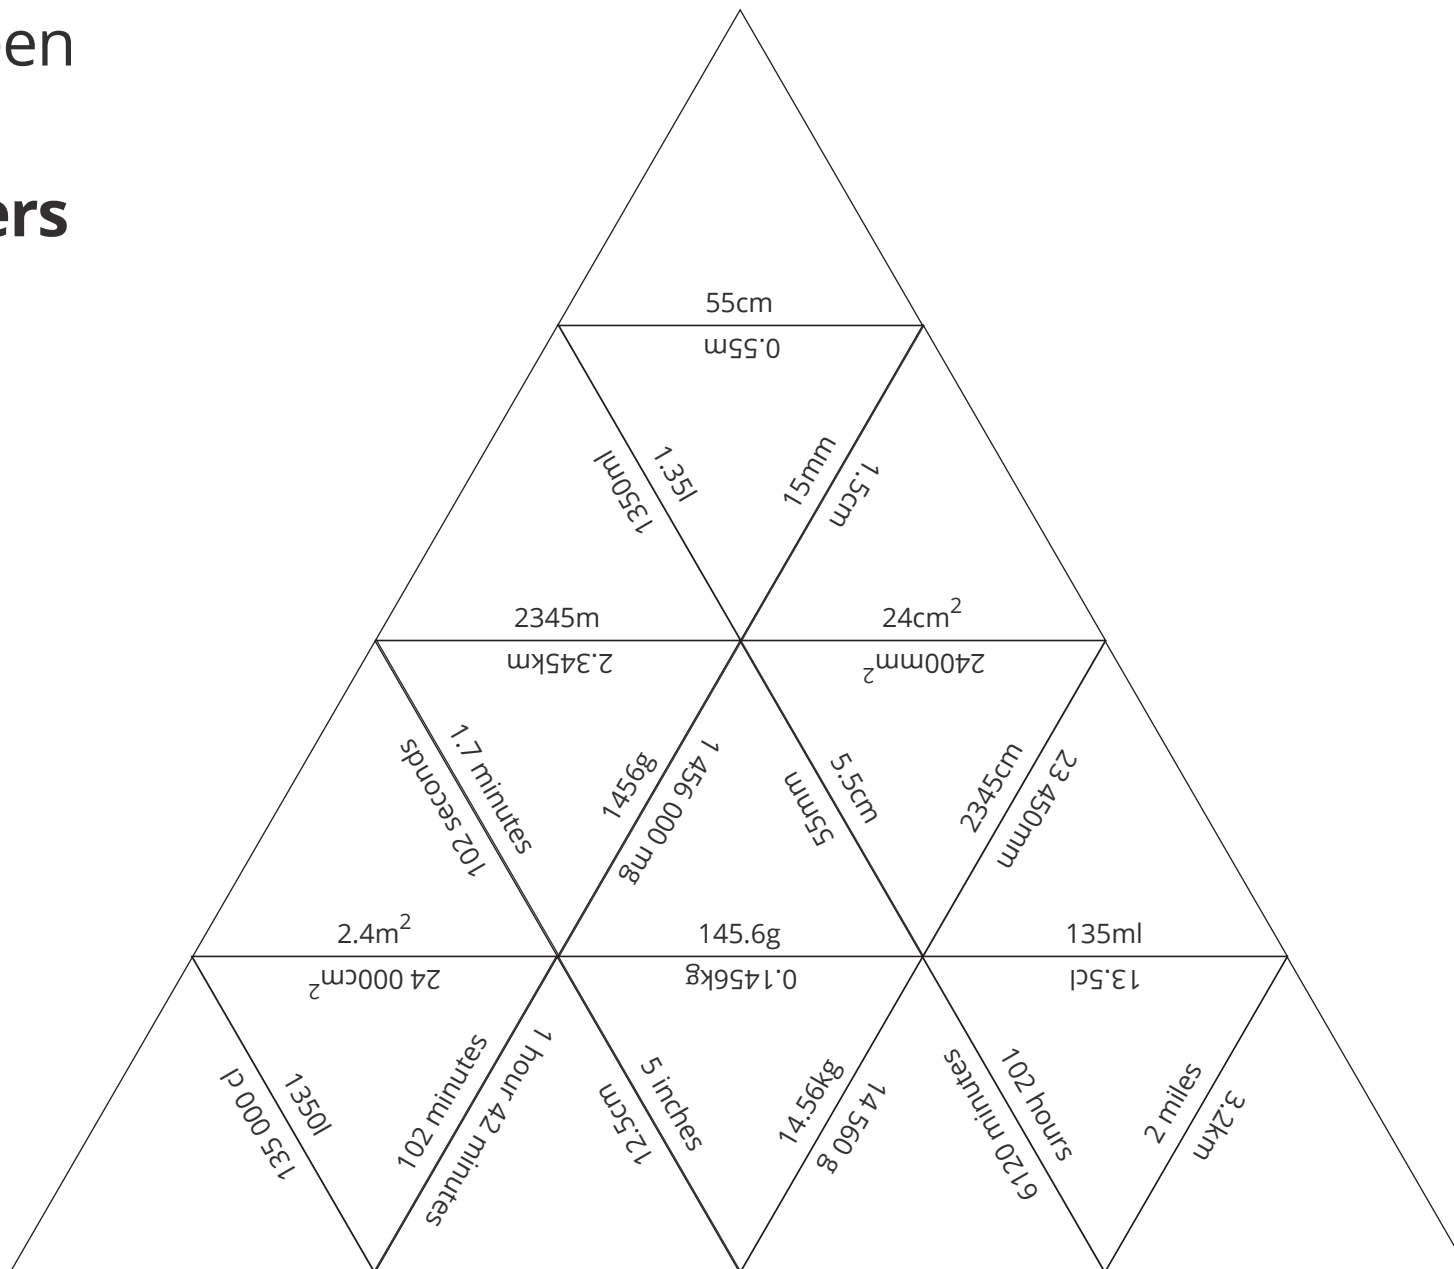 en
ers
55cm
0.55m
1.35l
1350ml
15mm
1.5cm
2345m
2.345km
24cm²
2400mm²
1.7 minutes
102 seconds
1456g
1 456 000 mg
5.5cm
55mm
2345cm
23 450mm
2.4m²
24 000cm²
145.6g
0.1456kg
135ml
13.5cl
1350l
135 000 cl
102 minutes
1 hour 42 minutes
5 inches
12.5cm
14.56kg
14 560 g
102 hours
6120 minutes
2 miles
3.2km